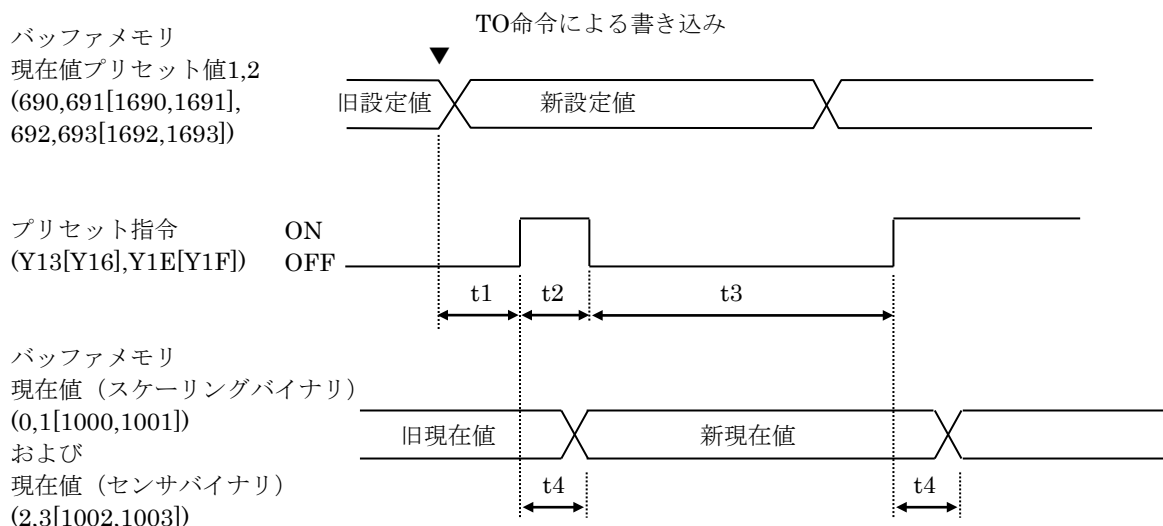 TO命令による書き込み
バッファメモリ
現在値プリセット値1,2
(690,691[1690,1691],
692,693[1692,1693])
旧設定値
新設定値
プリセット指令
(Y13[Y16],Y1E[Y1F])
ON
OFF
t1
t2
t3
バッファメモリ
現在値（スケーリングバイナリ）
(0,1[1000,1001])
および
現在値（センサバイナリ）
(2,3[1002,1003])
旧現在値
新現在値
t4
t4